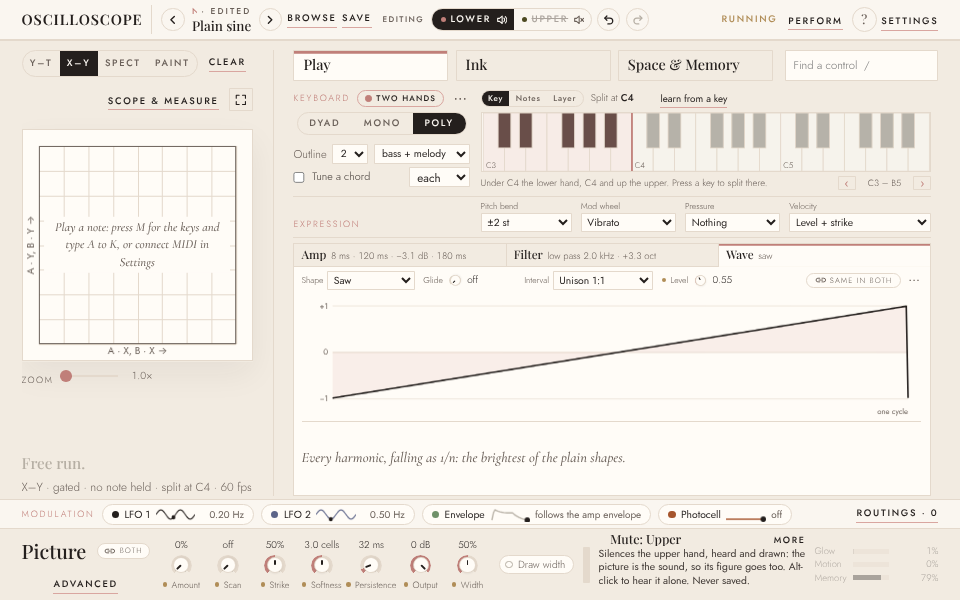 OSCILLOSCOPE
· EDITED
Plain sine
BROWSE SAVE
EDITING
LOWER
UPPER
RUNNING
PERFORM
?
SETTINGS
Y–T X–Y SPECT PAINT CLEAR
SCOPE & MEASURE
Play
Ink
Space & Memory
Find a control /
KEYBOARD
TWO HANDS
···
Key Notes Layer
Split at C4
learn from a key
DYAD MONO POLY
Outline 2 bass + melody
Tune a chord each
C3 C4 C5
Under C4 the lower hand, C4 and up the upper. Press a key to split there.
C3 – B5
EXPRESSION
Pitch bend
±2 st
Mod wheel
Vibrato
Pressure
Nothing
Velocity
Level + strike
Play a note: press M for the keys and
type A to K, or connect MIDI in
Settings
A · Y, B · Y →
A · X, B · X →
ZOOM 1.0x
Amp 8 ms · 120 ms · −3.1 dB · 180 ms
Filter low pass 2.0 kHz · +3.3 oct
Wave saw
Shape Saw
Glide off
Interval Unison 1:1
Level 0.55
SAME IN BOTH
···
+1
0
−1
one cycle
Every harmonic, falling as 1/n: the brightest of the plain shapes.
Free run.
X–Y · gated · no note held · split at C4 · 60 fps
MODULATION
LFO 1 0.20 Hz
LFO 2 0.50 Hz
Envelope follows the amp envelope
Photocell off
ROUTINGS · 0
Picture
BOTH
ADVANCED
0% off 50% 3.0 cells 32 ms 0 dB 50%
Amount Scan Strike Softness Persistence Output Width
Draw width
Mute: Upper MORE
Silences the upper hand, heard and drawn: the
picture is the sound, so its figure goes too. Alt-
click to hear it alone. Never saved.
Glow 1%
Motion 0%
Memory 79%